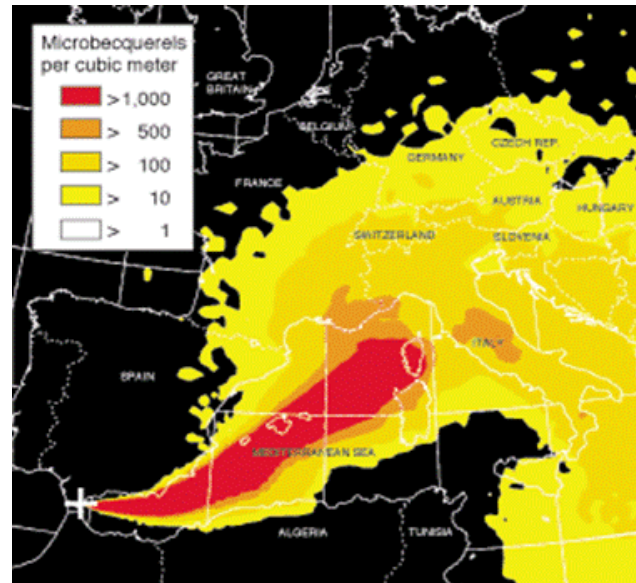 Microbecquerels
per cubic meter
>1,000
> 500
> 100
> 10
> 1
GREAT
BRITAIN
BELGIUM
GERMANY
CZECH REP.
FRANCE
AUSTRIA
HUNGARY
SWITZERLAND
SLOVENIA
ITALY
SPAIN
MEDITERRANEAN SEA
ALGERIA
TUNISIA